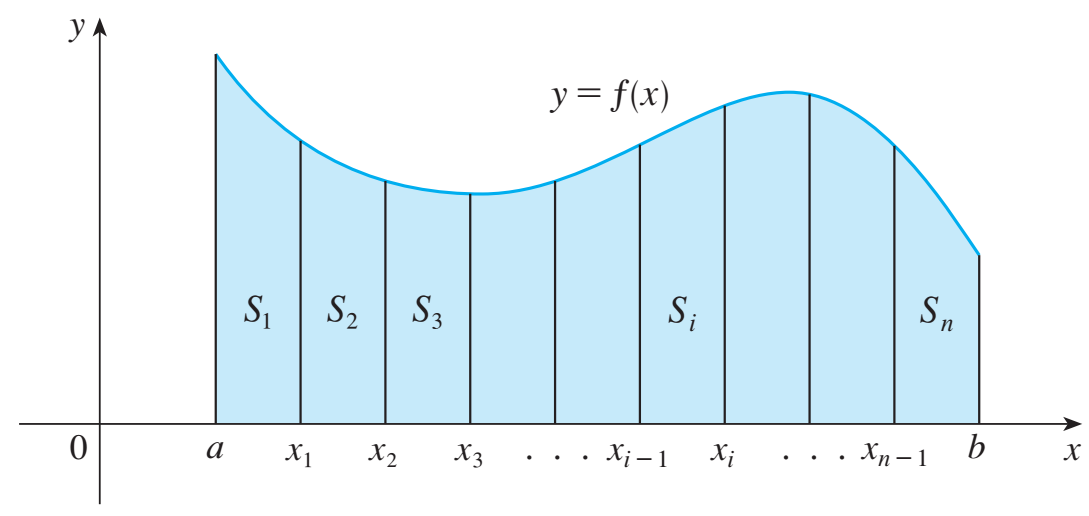 y
y = f(x)
S₁ S₂ S₃ Sᵢ Sₙ
0 a x₁ x₂ x₃ . . . xᵢ₋₁ xᵢ . . . xₙ₋₁ b x